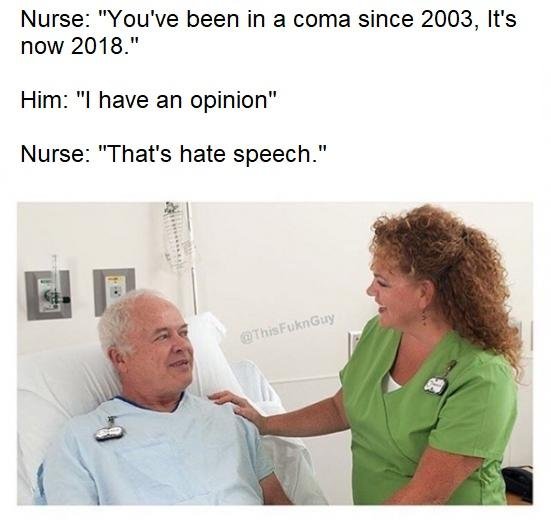 Nurse: "You've been in a coma since 2003, It's
now 2018."
Him: "I have an opinion"
Nurse: "That's hate speech."
@ThisFuknGuy